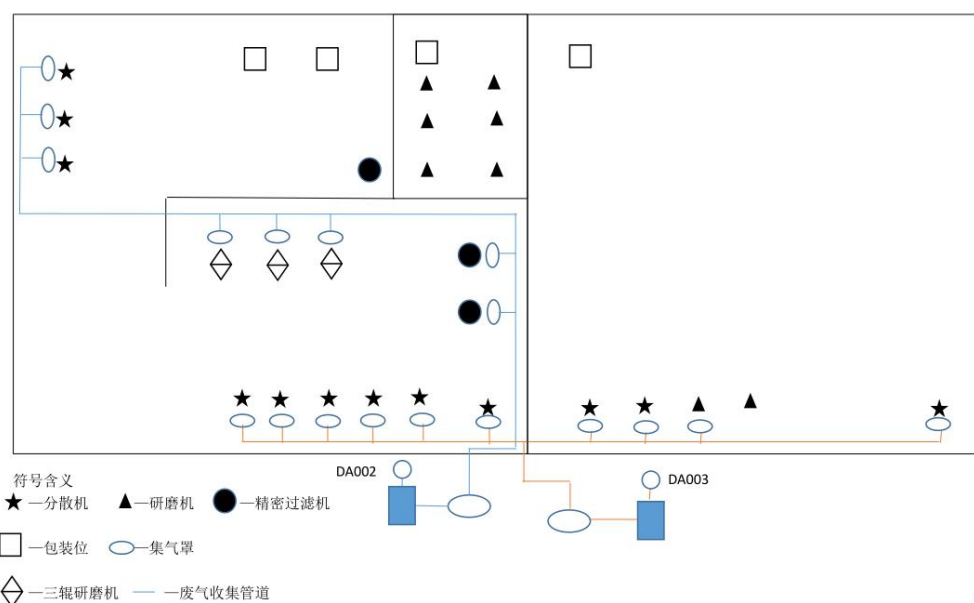 DA002
DA003
符号含义
—分散机 —研磨机 —精密过滤机
—包装位 —集气罩
—三辊研磨机 —废气收集管道